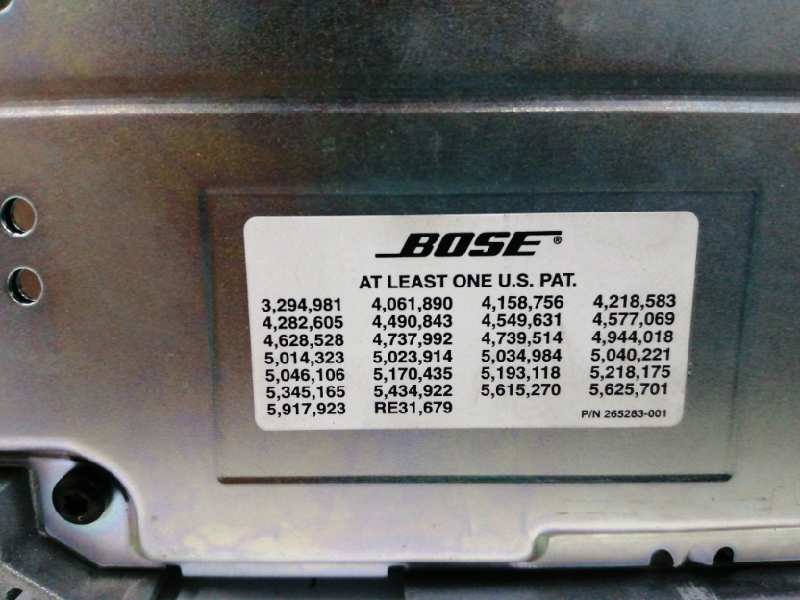 BOSE®
AT LEAST ONE U.S. PAT.
3,294,981 4,061,890 4,158,756 4,218,583
4,282,605 4,490,843 4,549,631 4,577,069
4,628,528 4,737,992 4,739,514 4,944,018
5,014,323 5,023,914 5,034,984 5,040,221
5,046,106 5,170,435 5,193,118 5,218,175
5,345,165 5,434,922 5,615,270 5,625,701
5,917,923 RE31,679
P/N 265283-001